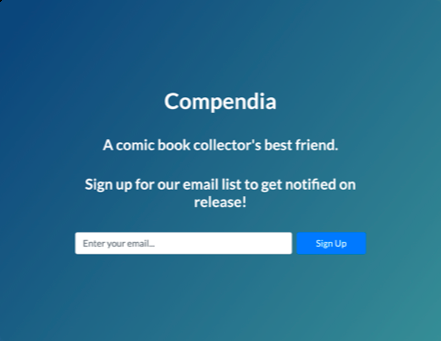 Compendia
A comic book collector's best friend.
Sign up for our email list to get notified on
release!
Enter your email... Sign Up